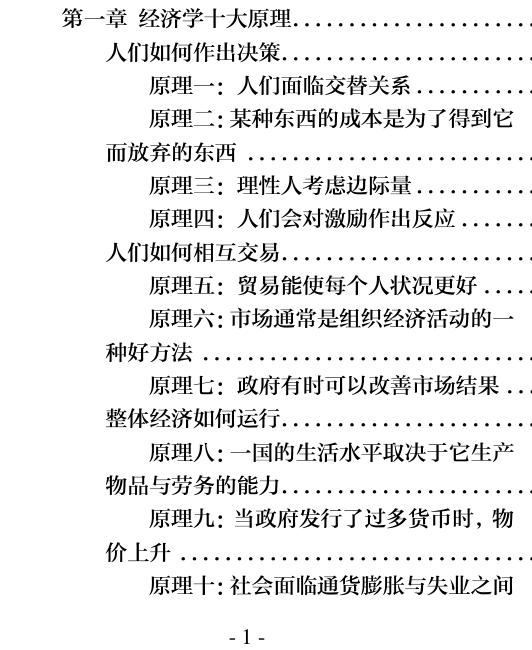 第一章 经济学十大原理......................
人们如何作出决策.......................
原理一：人们面临交替关系...........
原理二：某种东西的成本是为了得到它
而放弃的东西..........................
原理三：理性人考虑边际量...........
原理四：人们会对激励作出反应.......
人们如何相互交易.......................
原理五：贸易能使每个人状况更好.....
原理六：市场通常是组织经济活动的一
种好方法..............................
原理七：政府有时可以改善市场结果...
整体经济如何运行.......................
原理八：一国的生活水平取决于它生产
物品与劳务的能力.......................
原理九：当政府发行了过多货币时，物
价上升................................
原理十：社会面临通货膨胀与失业之间
- 1 -